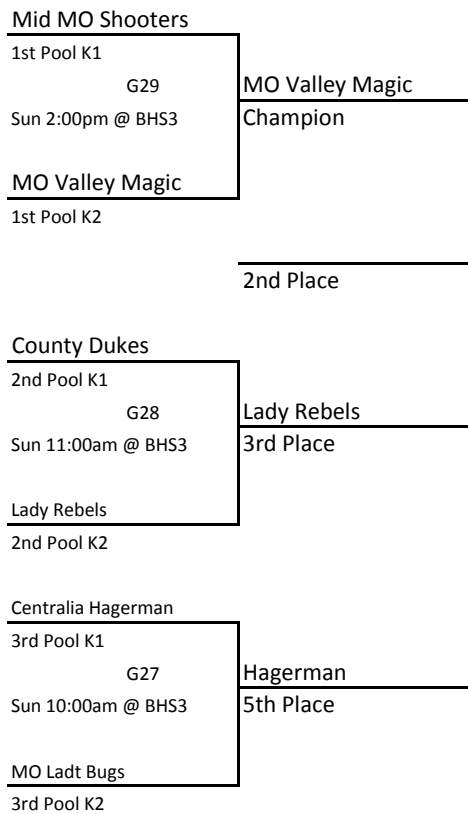 Mid MO Shooters
1st Pool K1
G29
MO Valley Magic
Sun 2:00pm @ BHS3
Champion
MO Valley Magic
1st Pool K2
2nd Place
County Dukes
2nd Pool K1
G28
Lady Rebels
Sun 11:00am @ BHS3
3rd Place
Lady Rebels
2nd Pool K2
Centralia Hagerman
3rd Pool K1
G27
Hagerman
Sun 10:00am @ BHS3
5th Place
MO Ladt Bugs
3rd Pool K2